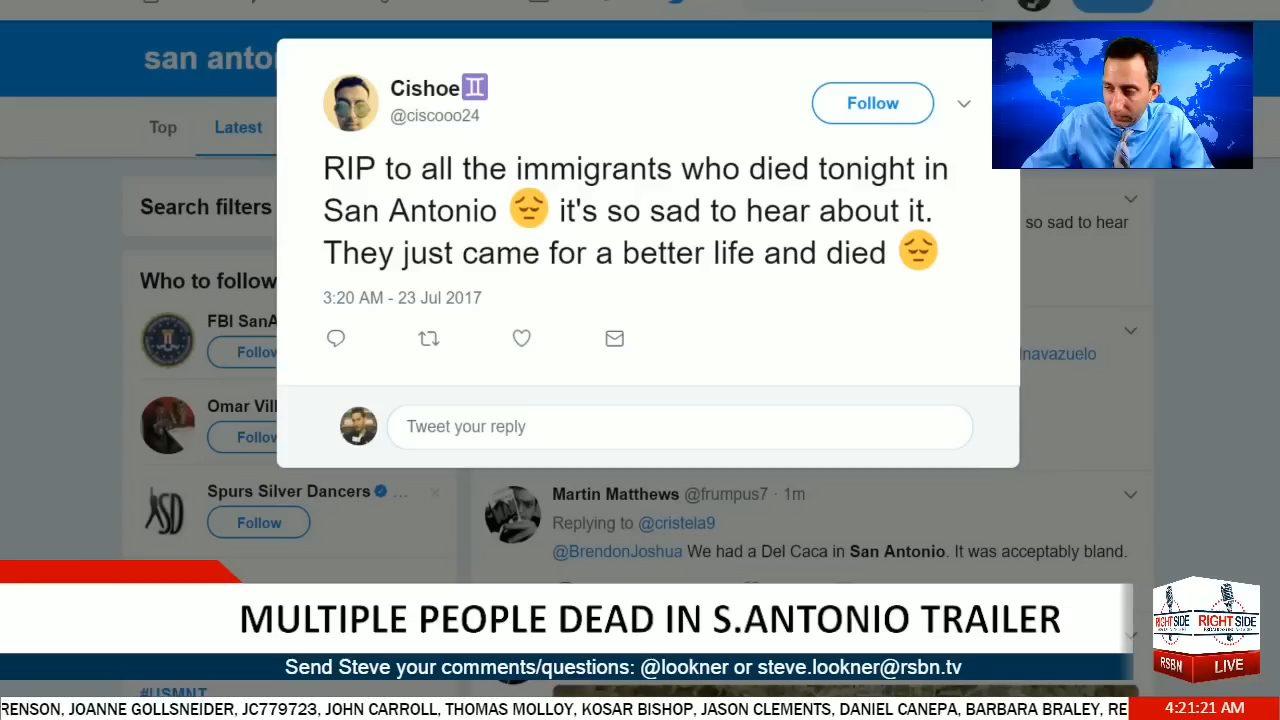 san anto
Top
Latest
Search filters
Who to follow
FBI SanA
Follow
Omar Vill
Follow
Spurs Silver Dancers ...
Follow
#USMNT
Cishoe♊
@ciscooo24
Follow
RIP to all the immigrants who died tonight in
San Antonio 😔 it's so sad to hear about it.
They just came for a better life and died 😔
3:20 AM - 23 Jul 2017
Tweet your reply
so sad to hear
lnavazuelo
Martin Matthews @frumpus7 · 1m
Replying to @cristela9
@BrendonJoshua We had a Del Caca in San Antonio. It was acceptably bland.
MULTIPLE PEOPLE DEAD IN S.ANTONIO TRAILER
Send Steve your comments/questions: @lookner or steve.lookner@rsbn.tv
RIGHT SIDE
RIGHT SIDE
RSBN
LIVE
RENSON, JOANNE GOLLSNEIDER, JC779723, JOHN CARROLL, THOMAS MOLLOY, KOSAR BISHOP, JASON CLEMENTS, DANIEL CANEPA, BARBARA BRALEY, RE
4:21:21 AM